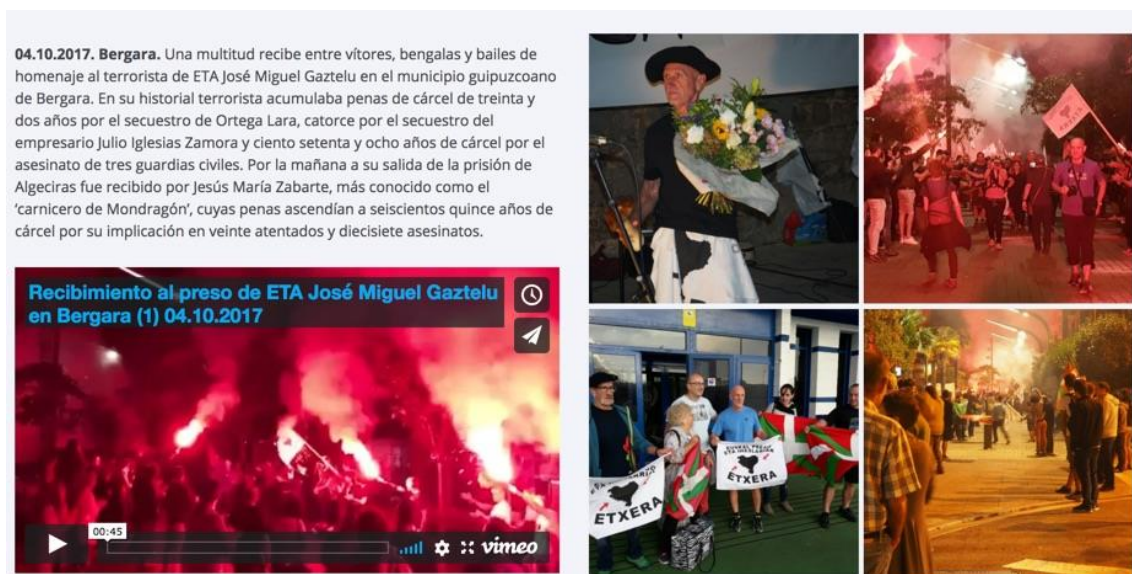 04.10.2017. Bergara. Una multitud recibe entre vítores, bengalas y bailes de
homenaje al terrorista de ETA José Miguel Gaztelu en el municipio guipuzcoano
de Bergara. En su historial terrorista acumulaba penas de cárcel de treinta y
dos años por el secuestro de Ortega Lara, catorce por el secuestro del
empresario Julio Iglesias Zamora y ciento setenta y ocho años de cárcel por el
asesinato de tres guardias civiles. Por la mañana a su salida de la prisión de
Algeciras fue recibido por Jesús María Zabarte, más conocido como el
‘carnicero de Mondragón’, cuyas penas ascendían a seiscientos quince años de
cárcel por su implicación en veinte atentados y diecisiete asesinatos.
Recibimiento al preso de ETA José Miguel Gaztelu
en Bergara (1) 04.10.2017
00:45
vimeo
ETXERA
EUSKAL PRESO
ETA IHESLARIAK
ETXERA